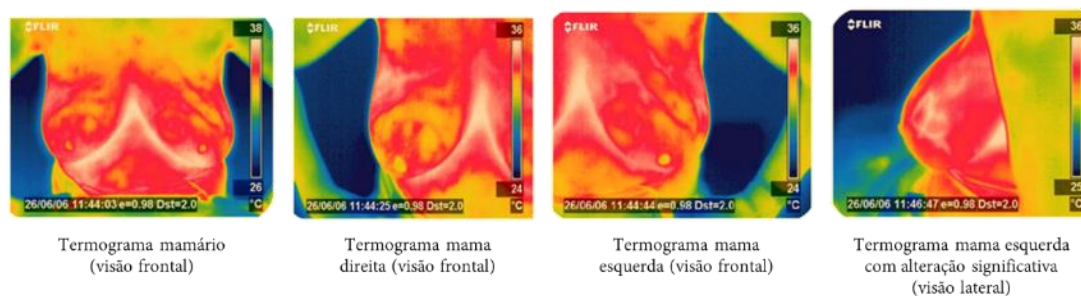 FLIR
38
26
26/06/06 11:44:03 e=0.98 Dst=2.0
°C
FLIR
36
24
26/06/06 11:44:25 e=0.98 Dst=2.0
°C
FLIR
36
24
26/06/06 11:44:44 e=0.98 Dst=2.0
°C
FLIR
36
25
26/06/06 11:46:47 e=0.98 Dst=2.0
°C
Termograma mamário
(visão frontal)
Termograma mama
direita (visão frontal)
Termograma mama
esquerda (visão frontal)
Termograma mama esquerda
com alteração significativa
(visão lateral)